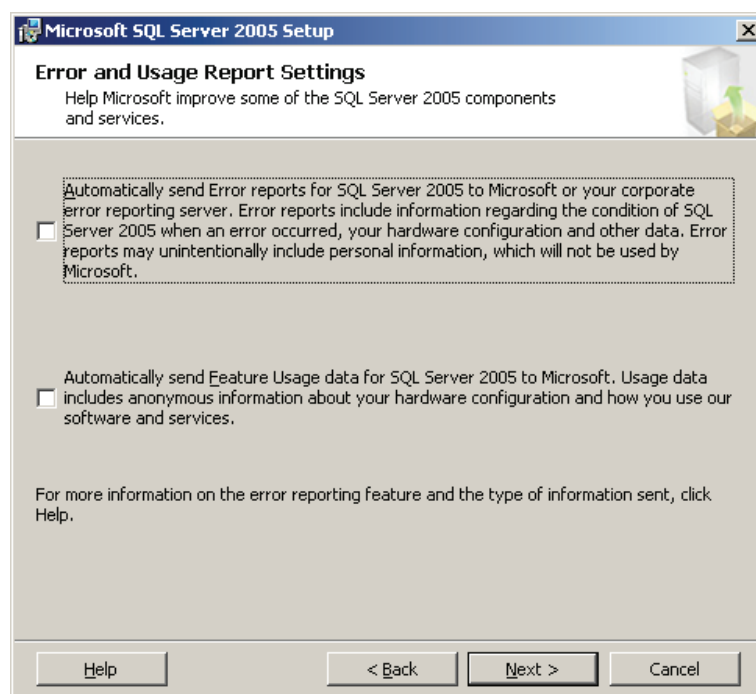 Microsoft SQL Server 2005 Setup
Error and Usage Report Settings
Help Microsoft improve some of the SQL Server 2005 components
and services.
Automatically send Error reports for SQL Server 2005 to Microsoft or your corporate
error reporting server. Error reports include information regarding the condition of SQL
Server 2005 when an error occurred, your hardware configuration and other data. Error
reports may unintentionally include personal information, which will not be used by
Microsoft.
Automatically send Feature Usage data for SQL Server 2005 to Microsoft. Usage data
includes anonymous information about your hardware configuration and how you use our
software and services.
For more information on the error reporting feature and the type of information sent, click
Help.
Help
< Back
Next >
Cancel